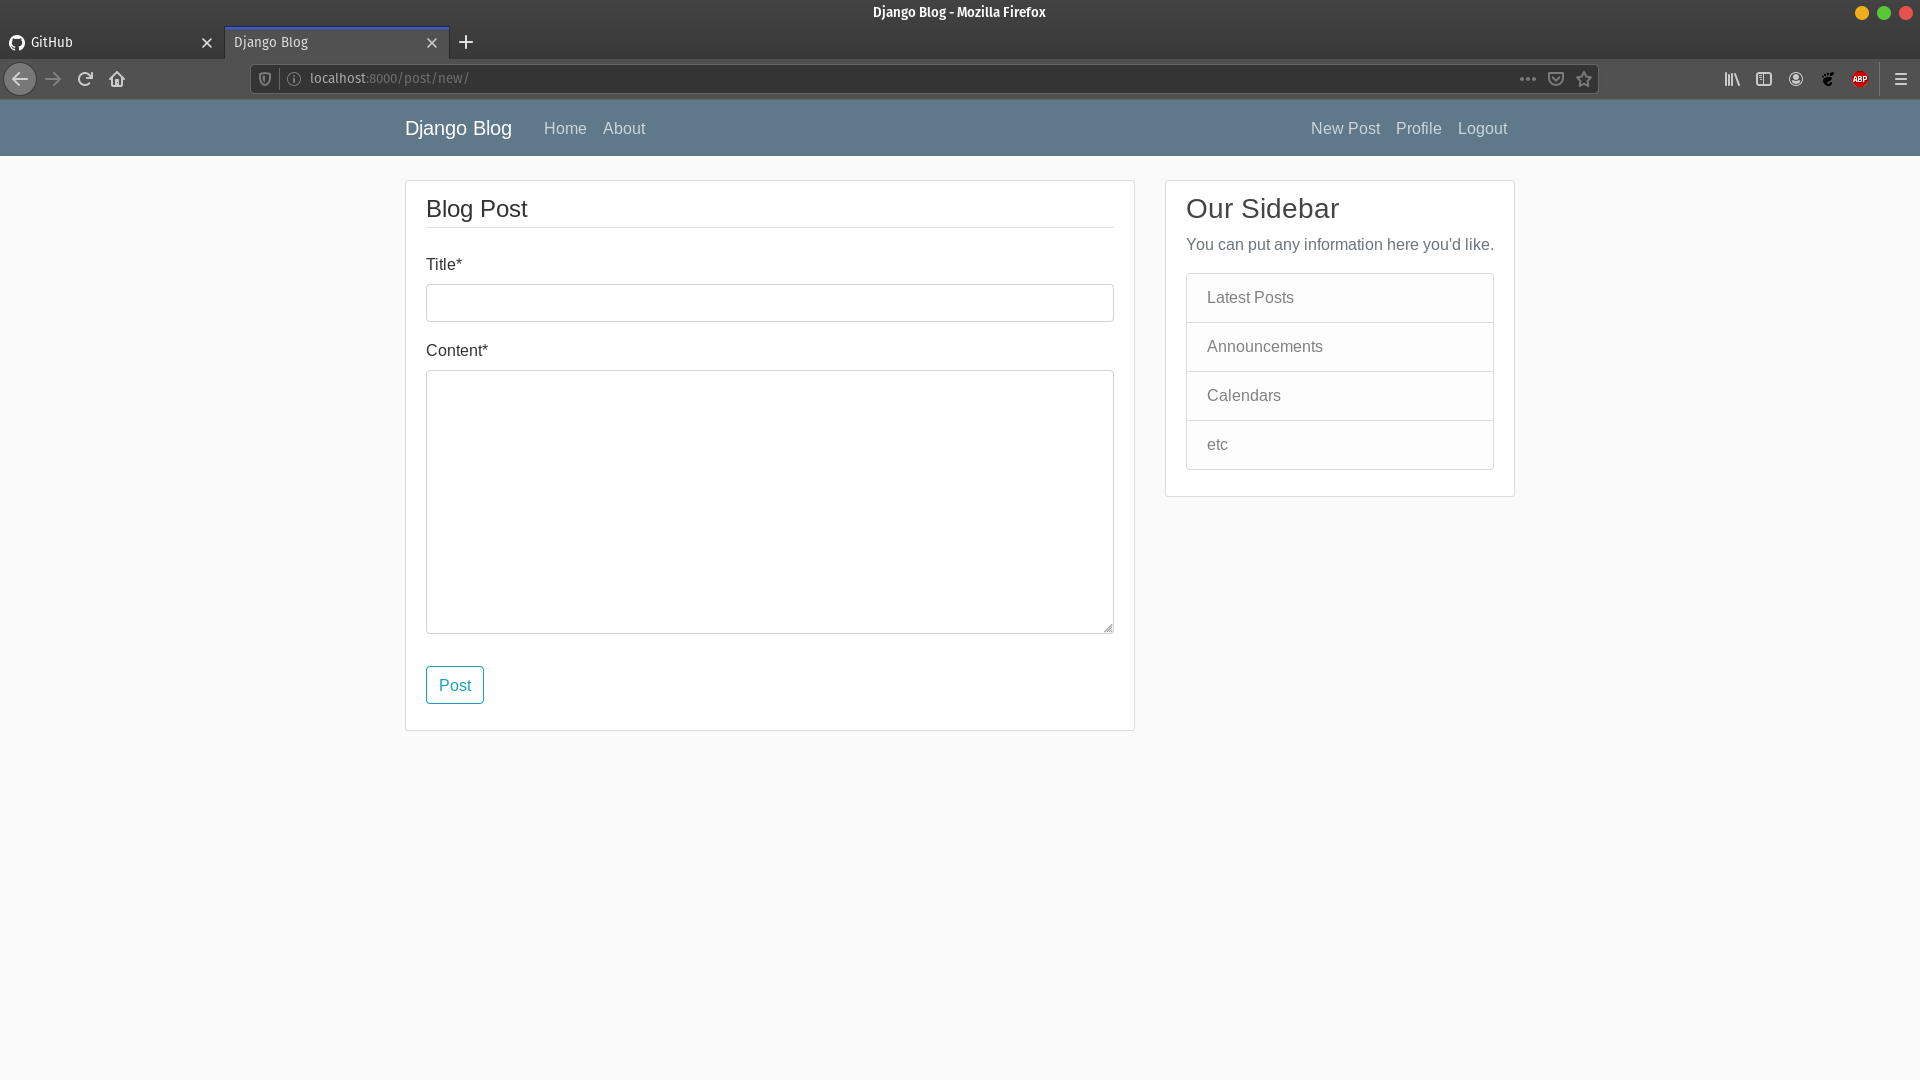 Django Blog - Mozilla Firefox
GitHub
Django Blog
localhost:8000/post/new/
ABP
Django Blog Home About New Post Profile Logout
Blog Post
Title*
Content*
Post
Our Sidebar
You can put any information here you'd like.
Latest Posts
Announcements
Calendars
etc